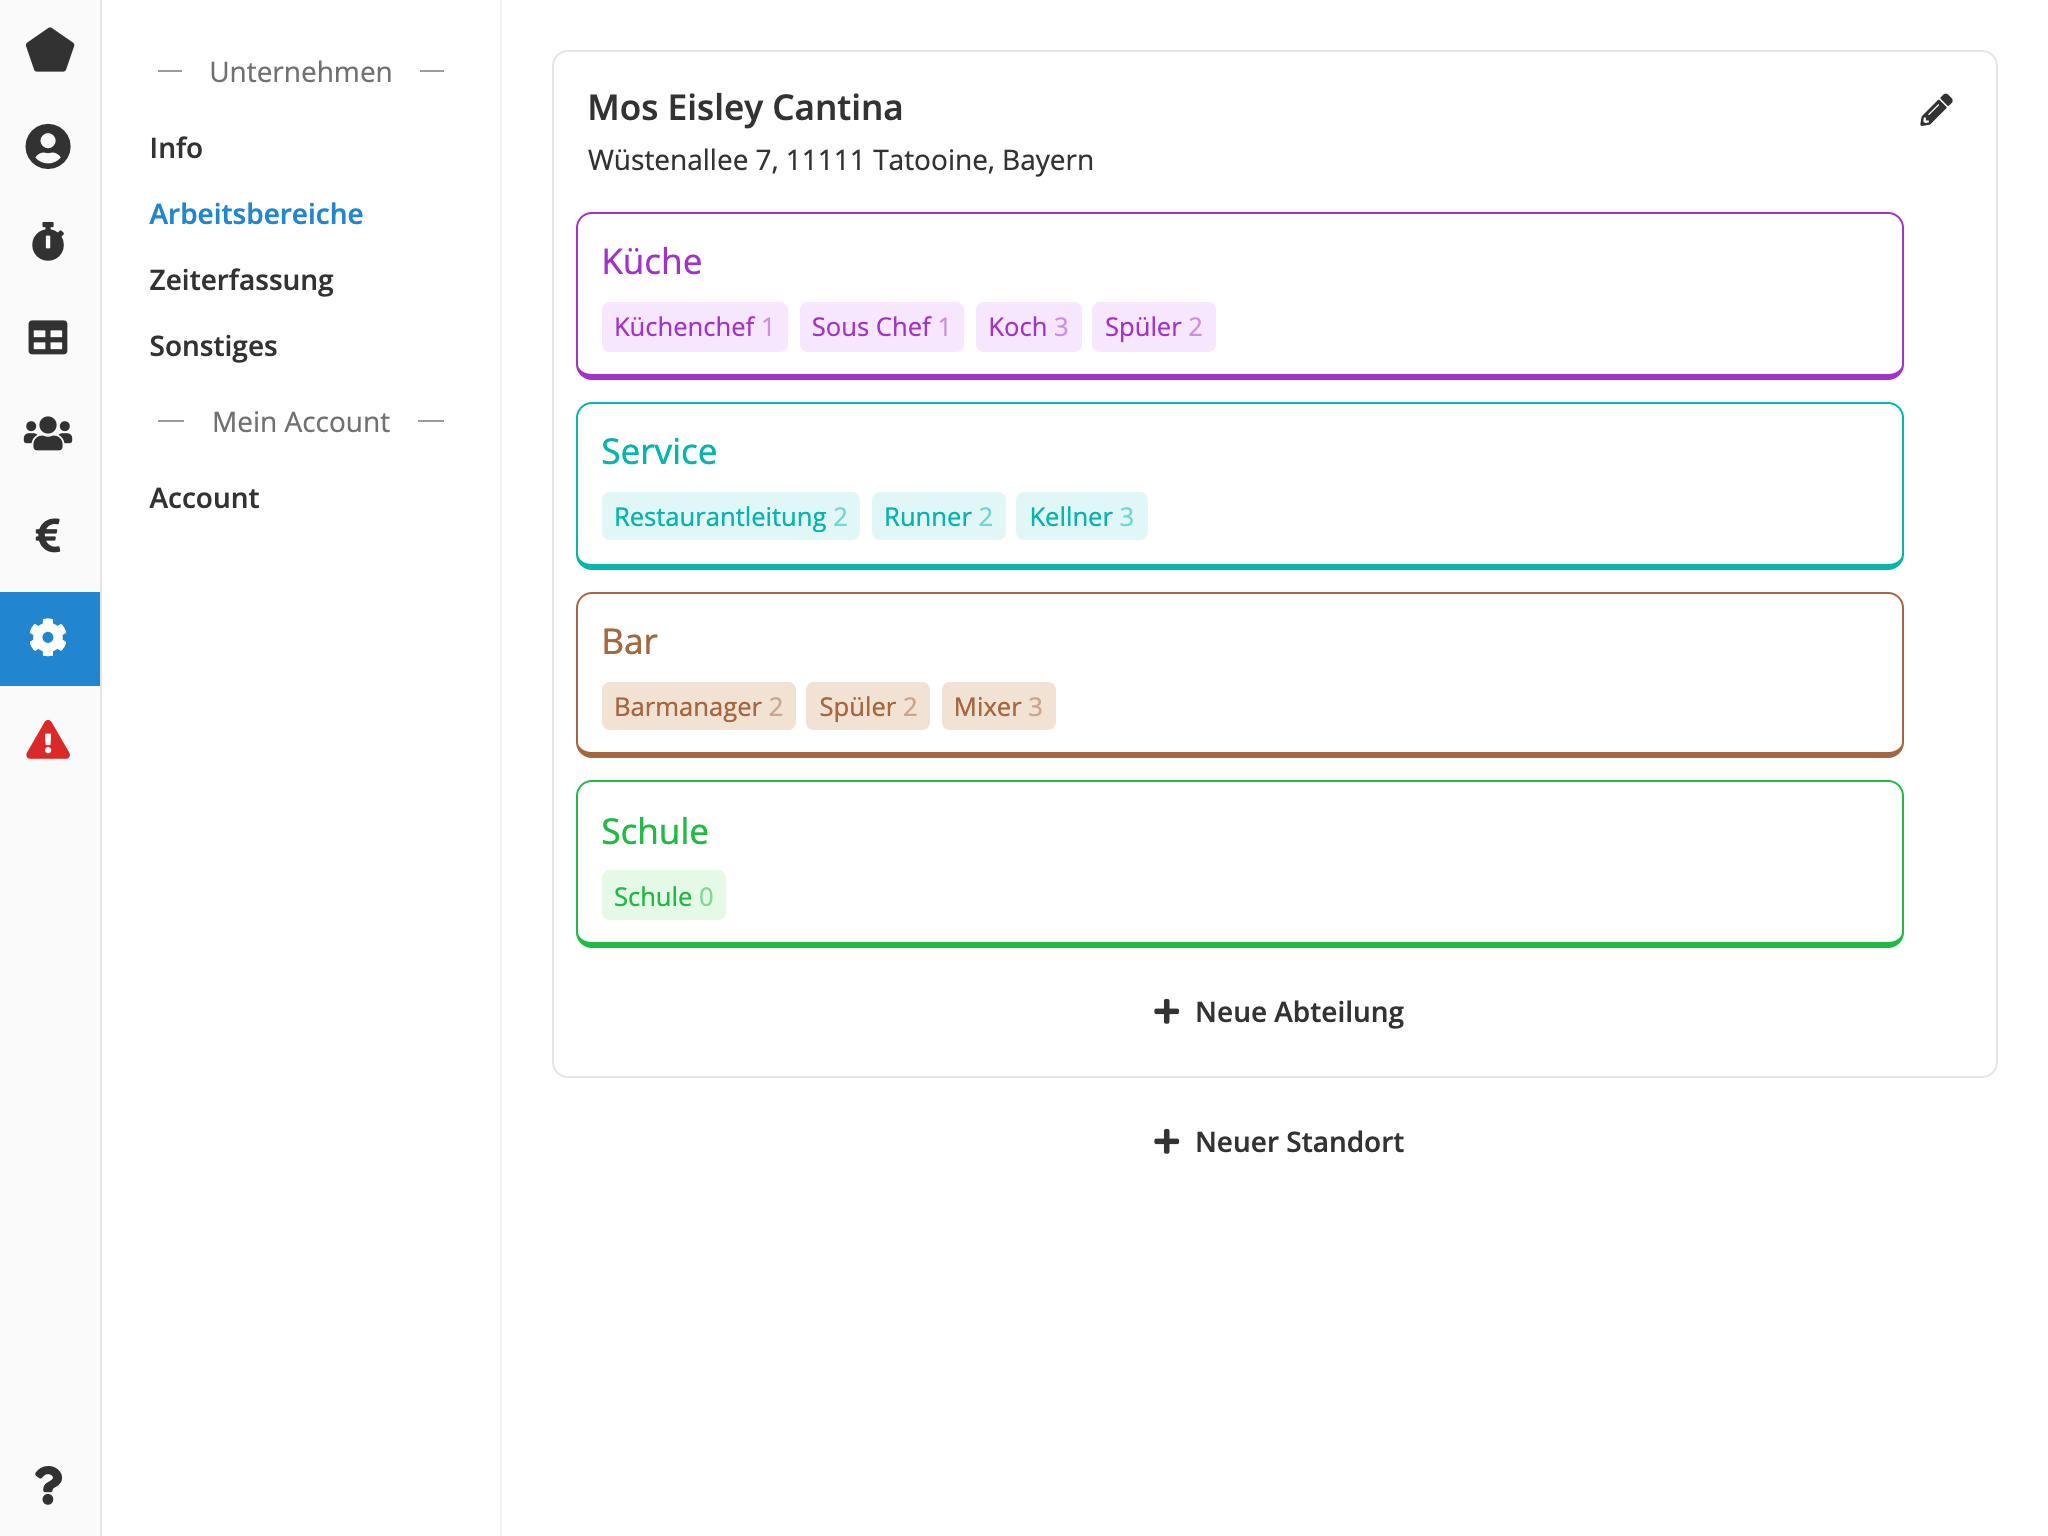 Unternehmen
Info
Arbeitsbereiche
Zeiterfassung
Sonstiges
Mein Account
Account
Mos Eisley Cantina
Wüstenallee 7, 11111 Tatooine, Bayern
Küche
Küchenchef 1 Sous Chef 1 Koch 3 Spüler 2
Service
Restaurantleitung 2 Runner 2 Kellner 3
Bar
Barmanager 2 Spüler 2 Mixer 3
Schule
Schule 0
Neue Abteilung
Neuer Standort